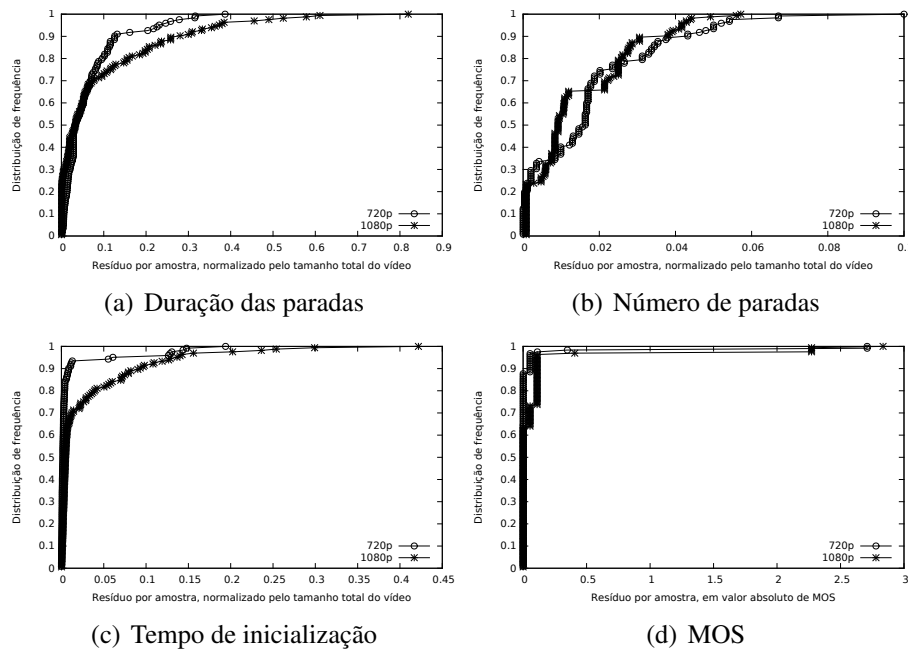 1
0.9
0.8
0.7
0.6
0.5
0.4
0.3
0.2
0.1
0
Distribuição de frequência
720p
1080p
0 0.1 0.2 0.3 0.4 0.5 0.6 0.7 0.8 0.9
Resíduo por amostra, normalizado pelo tamanho total do vídeo
(a) Duração das paradas
1
0.9
0.8
0.7
0.6
0.5
0.4
0.3
0.2
0.1
0
Distribuição de frequência
720p
1080p
0 0.02 0.04 0.06 0.08 0.
Resíduo por amostra, normalizado pelo tamanho total do vídeo
(b) Número de paradas
1
0.9
0.8
0.7
0.6
0.5
0.4
0.3
0.2
0.1
0
Distribuição de frequência
720p
1080p
0 0.05 0.1 0.15 0.2 0.25 0.3 0.35 0.4 0.45
Resíduo por amostra, normalizado pelo tamanho total do vídeo
(c) Tempo de inicialização
1
0.9
0.8
0.7
0.6
0.5
0.4
0.3
0.2
0.1
0
Distribuição de frequência
720p
1080p
0 0.5 1 1.5 2 2.5 3
Resíduo por amostra, em valor absoluto de MOS
(d) MOS